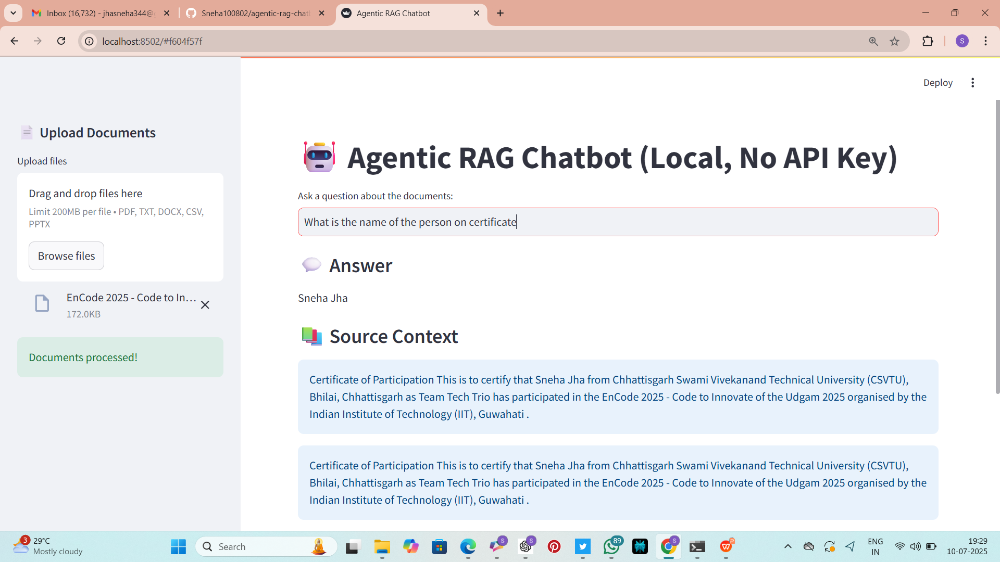 Inbox (16,732) - jhasneha344@
Sneha100802/agentic-rag-chat
Agentic RAG Chatbot
localhost:8502/#f604f57f
S
Deploy
Upload Documents
Upload files
Drag and drop files here
Limit 200MB per file • PDF, TXT, DOCX, CSV,
PPTX
Browse files
EnCode 2025 - Code to In...
172.0KB
Documents processed!
Agentic RAG Chatbot (Local, No API Key)
Ask a question about the documents:
What is the name of the person on certificate
Answer
Sneha Jha
Source Context
Certificate of Participation This is to certify that Sneha Jha from Chhattisgarh Swami Vivekanand Technical University (CSVTU),
Bhilai, Chhattisgarh as Team Tech Trio has participated in the EnCode 2025 - Code to Innovate of the Udgam 2025 organised by the
Indian Institute of Technology (IIT), Guwahati .
Certificate of Participation This is to certify that Sneha Jha from Chhattisgarh Swami Vivekanand Technical University (CSVTU),
Bhilai, Chhattisgarh as Team Tech Trio has participated in the EnCode 2025 - Code to Innovate of the Udgam 2025 organised by the
Indian Institute of Technology (IIT), Guwahati .
3
29°C
Mostly cloudy
Search
S
S
89
S
ENG
IN
19:29
10-07-2025